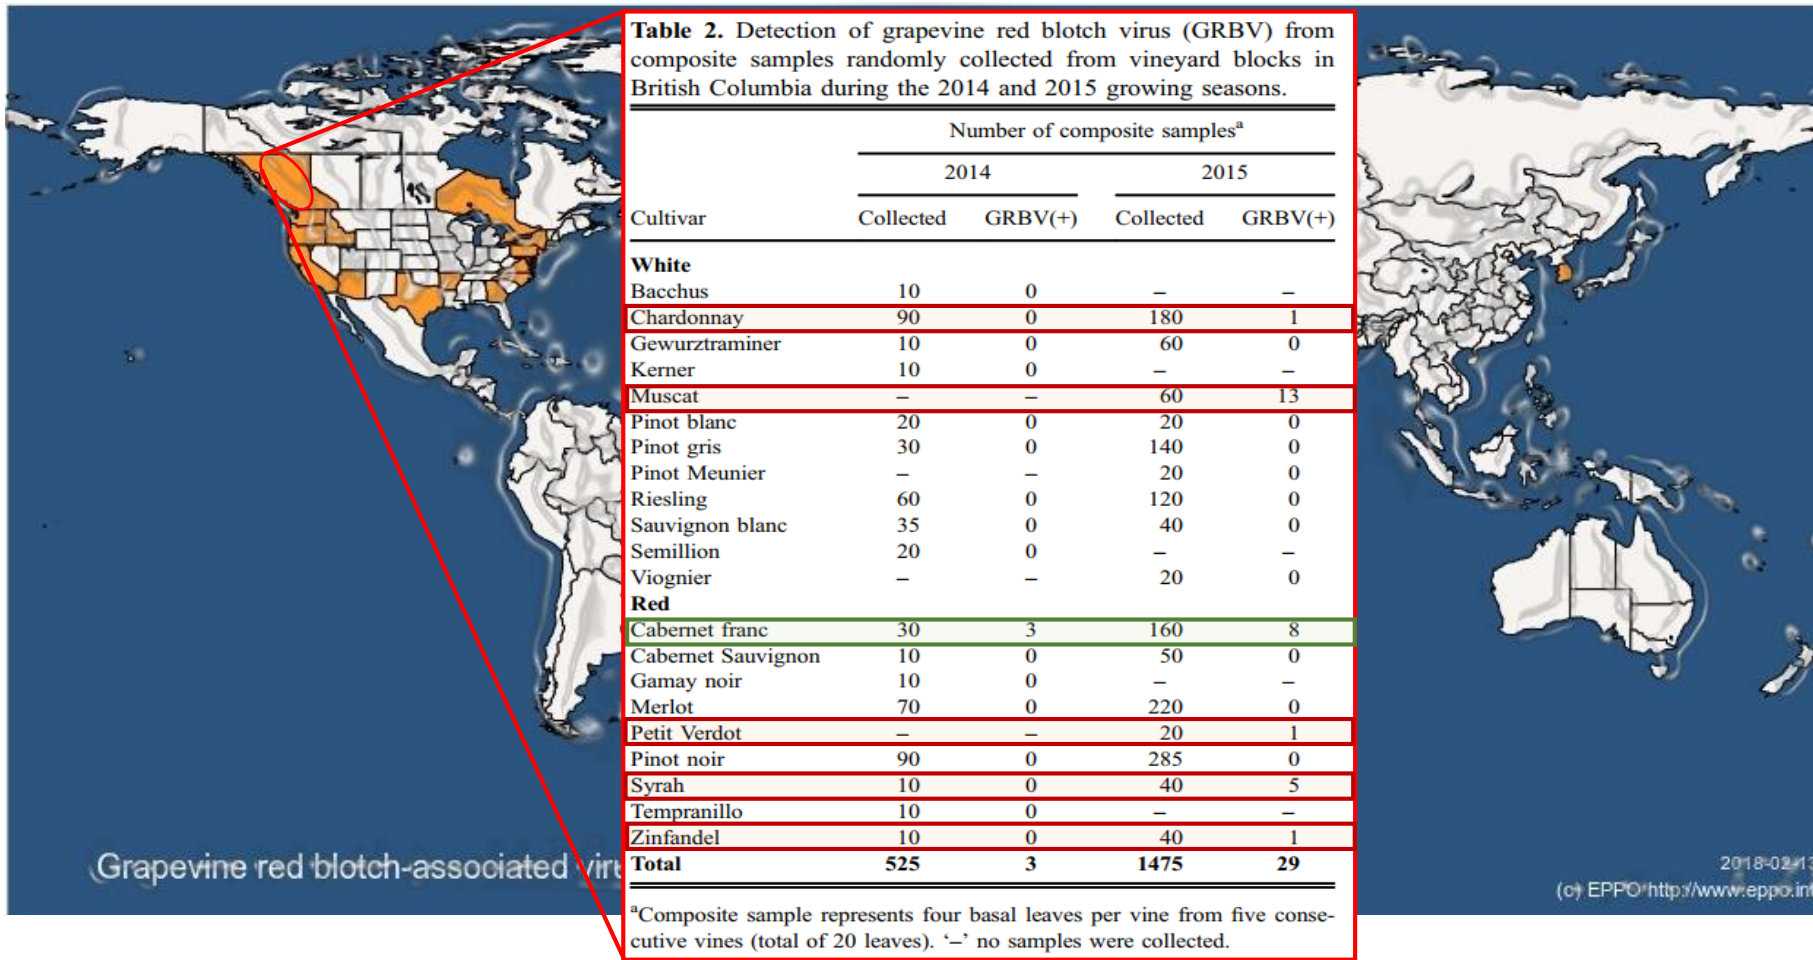 Table 2. Detection of grapevine red blotch virus (GRBV) from
composite samples randomly collected from vineyard blocks in
British Columbia during the 2014 and 2015 growing seasons.
Number of composite samplesᵃ
2014 2015
Cultivar Collected GRBV(+) Collected GRBV(+)
White
Bacchus 10 0 – –
Chardonnay 90 0 180 1
Gewurztraminer 10 0 60 0
Kerner 10 0 – –
Muscat – – 60 13
Pinot blanc 20 0 20 0
Pinot gris 30 0 140 0
Pinot Meunier – – 20 0
Riesling 60 0 120 0
Sauvignon blanc 35 0 40 0
Semillion 20 0 – –
Viognier – – 20 0
Red
Cabernet franc 30 3 160 8
Cabernet Sauvignon 10 0 50 0
Gamay noir 10 0 – –
Merlot 70 0 220 0
Petit Verdot – – 20 1
Pinot noir 90 0 285 0
Syrah 10 0 40 5
Tempranillo 10 0 – –
Zinfandel 10 0 40 1
Total 525 3 1475 29
ᵃComposite sample represents four basal leaves per vine from five conse-
cutive vines (total of 20 leaves). ‘–’ no samples were collected.
Grapevine red blotch-associated viru
2018-02-13
(c) EPPO http://www.eppo.int